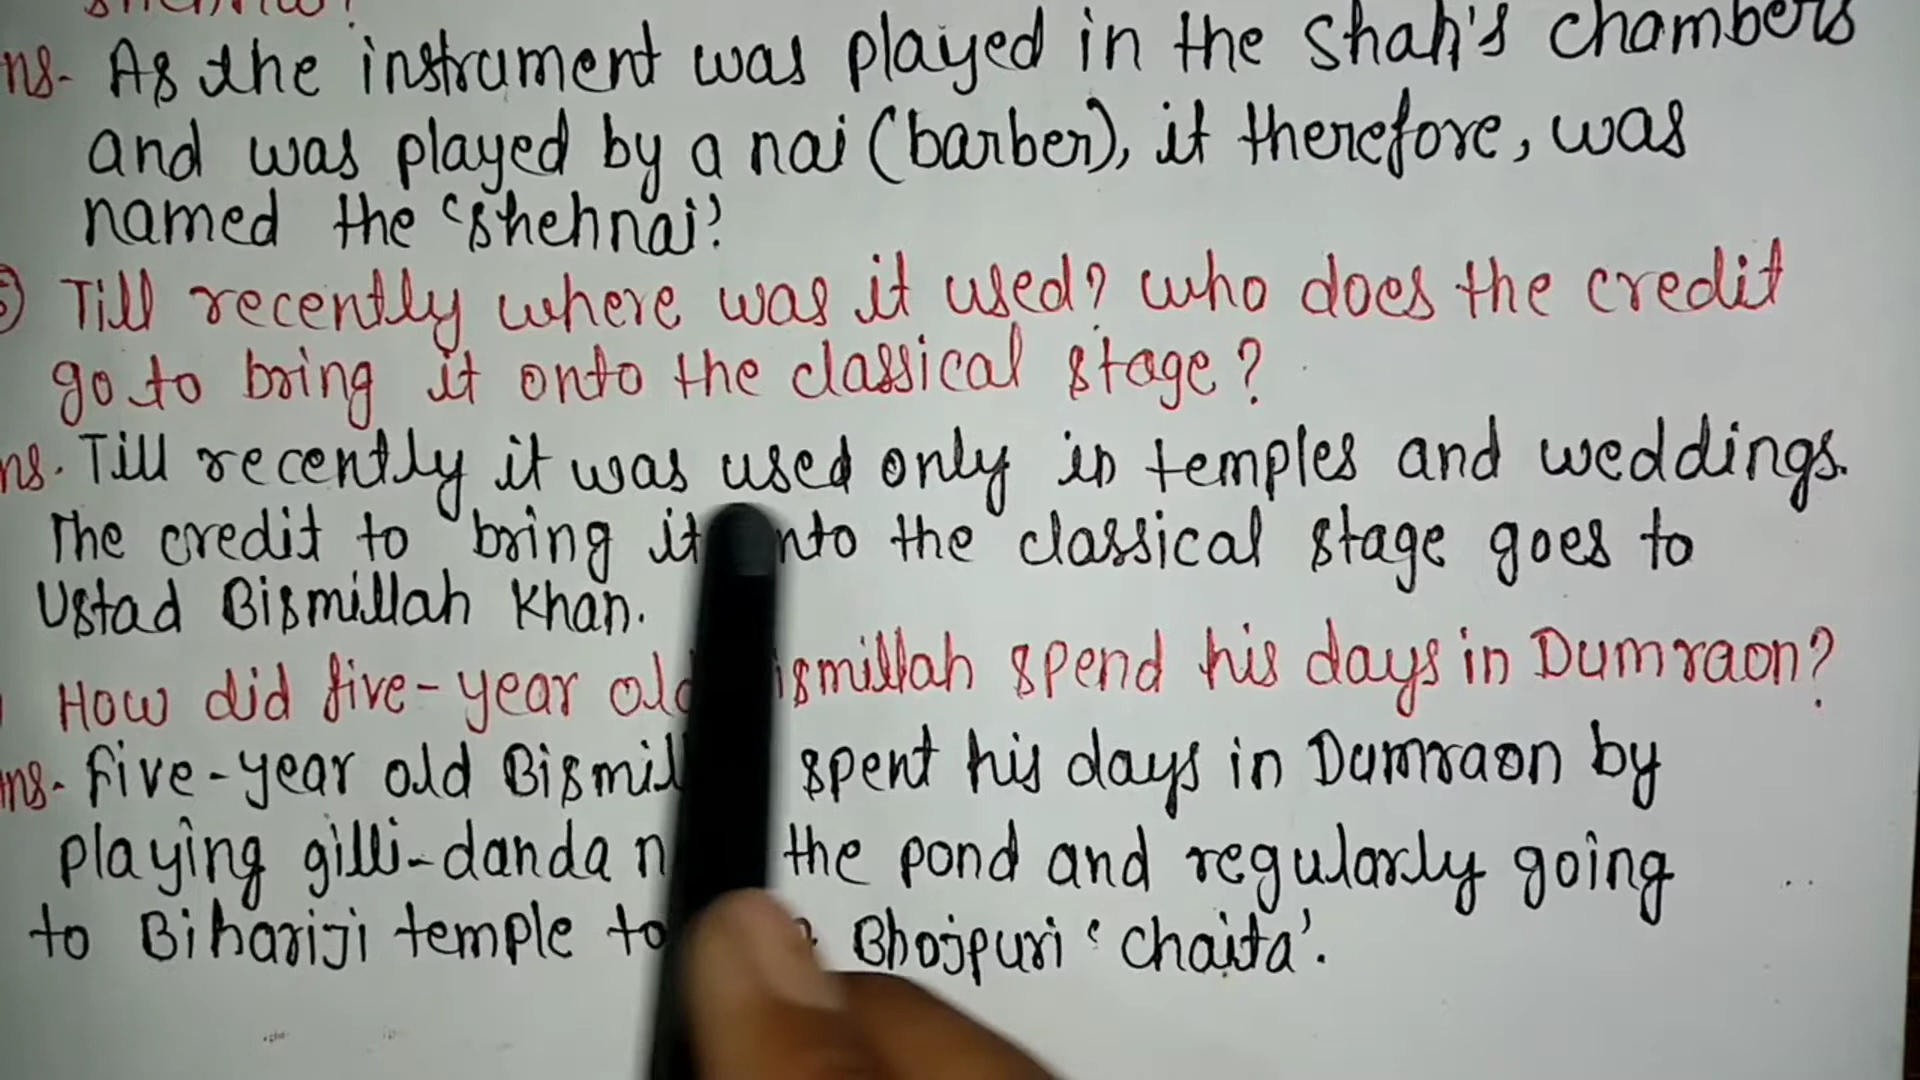 ns- As the instrument was played in the Shah's chambers
and was played by a nai (barber), it therefore, was
named the 'Shehnai'.
Till recently where was it used? who does the credit
go to bring it onto the classical stage?
ns. Till recently it was used only in temples and weddings.
The credit to bring it nto the classical stage goes to
Ustad Bismillah Khan.
How did five-year old ismillah spend his days in Dumraon?
ns- Five-year old Bismil spent his days in Dumraon by
playing gilli-danda n the pond and regularly going
to Bihariji temple to Bhojpuri 'Chaita'.